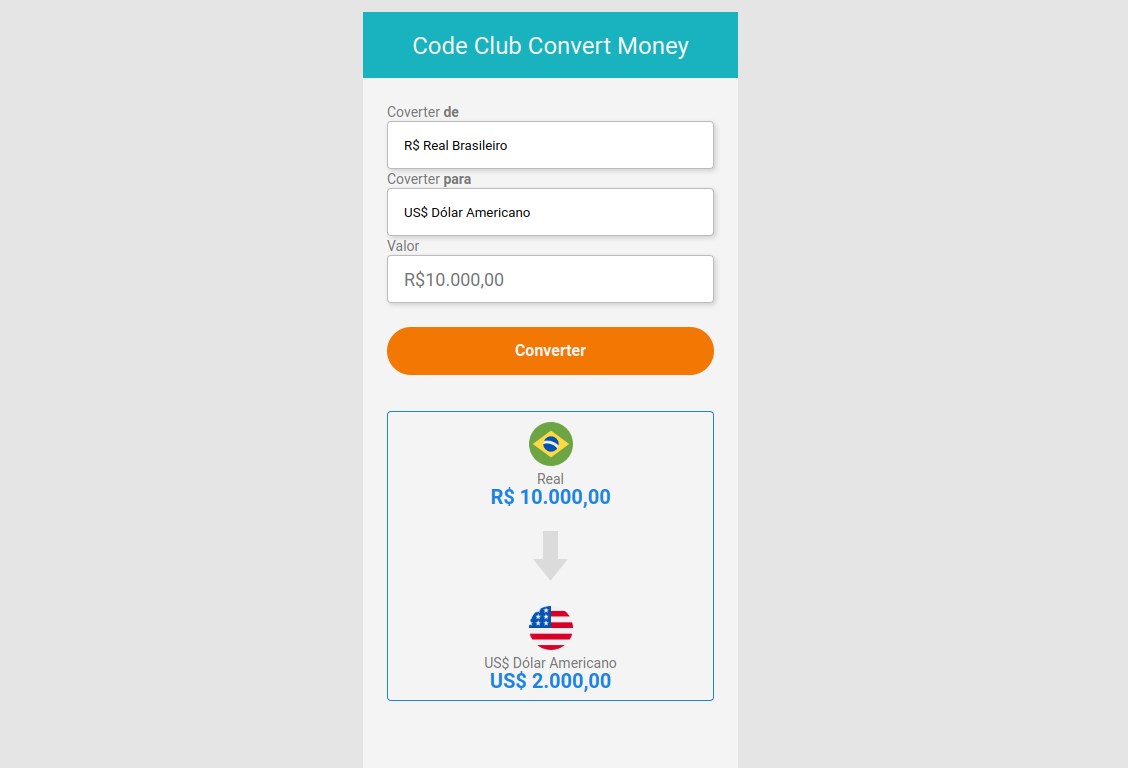 Code Club Convert Money
Coverter de
R$ Real Brasileiro
Coverter para
US$ Dólar Americano
Valor
R$10.000,00
Converter
Real
R$ 10.000,00
US$ Dólar Americano
US$ 2.000,00